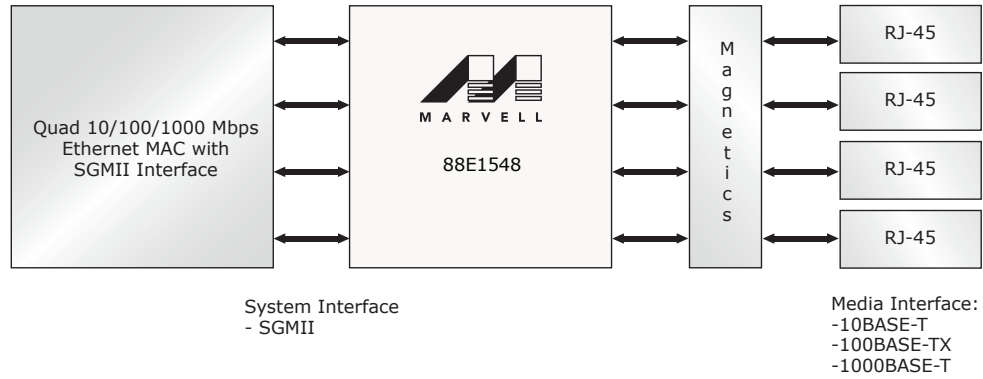 Quad 10/100/1000 Mbps
Ethernet MAC with
SGMII Interface
MARVELL
88E1548
Magnetics
RJ-45
RJ-45
RJ-45
RJ-45
System Interface
- SGMII
Media Interface:
-10BASE-T
-100BASE-TX
-1000BASE-T